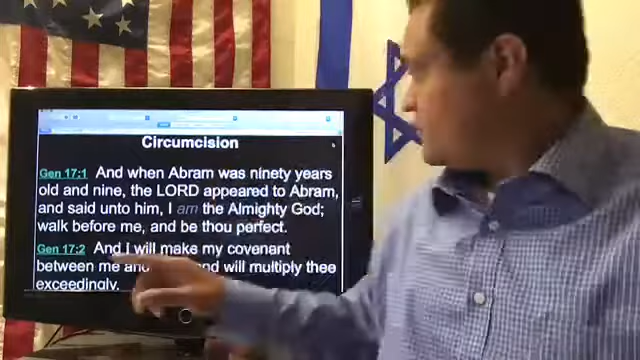 Circumcision
Gen 17:1 And when Abram was ninety years
old and nine, the LORD appeared to Abram,
and said unto him, I am the Almighty God;
walk before me, and be thou perfect.
Gen 17:2 And I will make my covenant
between me and and will multiply thee
exceedingly.